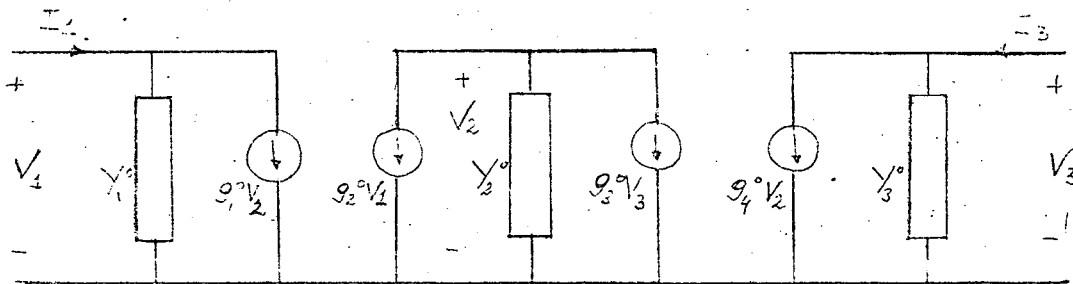 I₁ I₃
+ + +
V₂
V₁ Y₁° g₁°V₂ g₂°V₁ Y₂° g₃°V₃ g₄°V₂ Y₃° V₃
- - -